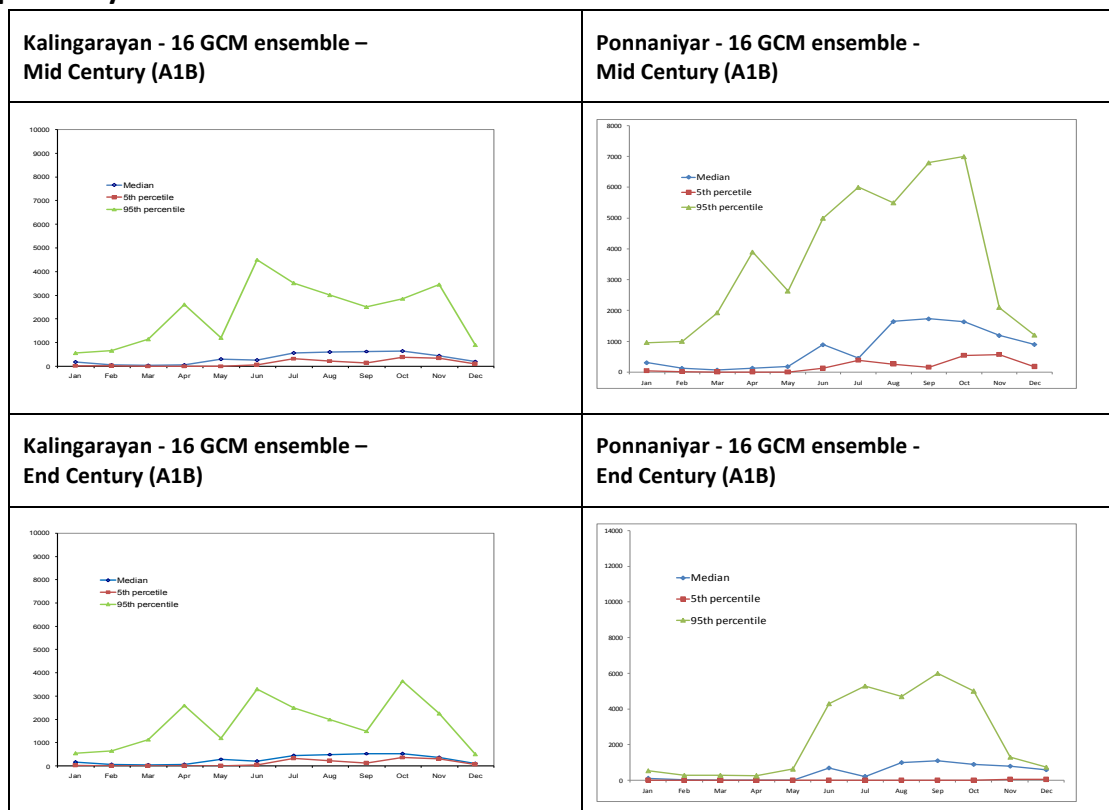 Kalingarayan - 16 GCM ensemble –
Mid Century (A1B)
Ponnaniyar - 16 GCM ensemble -
Mid Century (A1B)
10000
9000
8000
7000
6000
5000
4000
3000
2000
1000
0
Median
5th percetile
95th percentile
Jan Feb Mar Apr May Jun Jul Aug Sep Oct Nov Dec
8000
7000
6000
5000
4000
3000
2000
1000
0
Median
5th percetile
95th percentile
Jan Feb Mar Apr May Jun Jul Aug Sep Oct Nov Dec
Kalingarayan - 16 GCM ensemble –
End Century (A1B)
Ponnaniyar - 16 GCM ensemble -
End Century (A1B)
10000
9000
8000
7000
6000
5000
4000
3000
2000
1000
0
Median
5th percetile
95th percentile
Jan Feb Mar Apr May Jun Jul Aug Sep Oct Nov Dec
14000
12000
10000
8000
6000
4000
2000
0
Median
5th percentile
95th percentile
Jan Feb Mar Apr May Jun Jul Aug Sep Oct Nov Dec